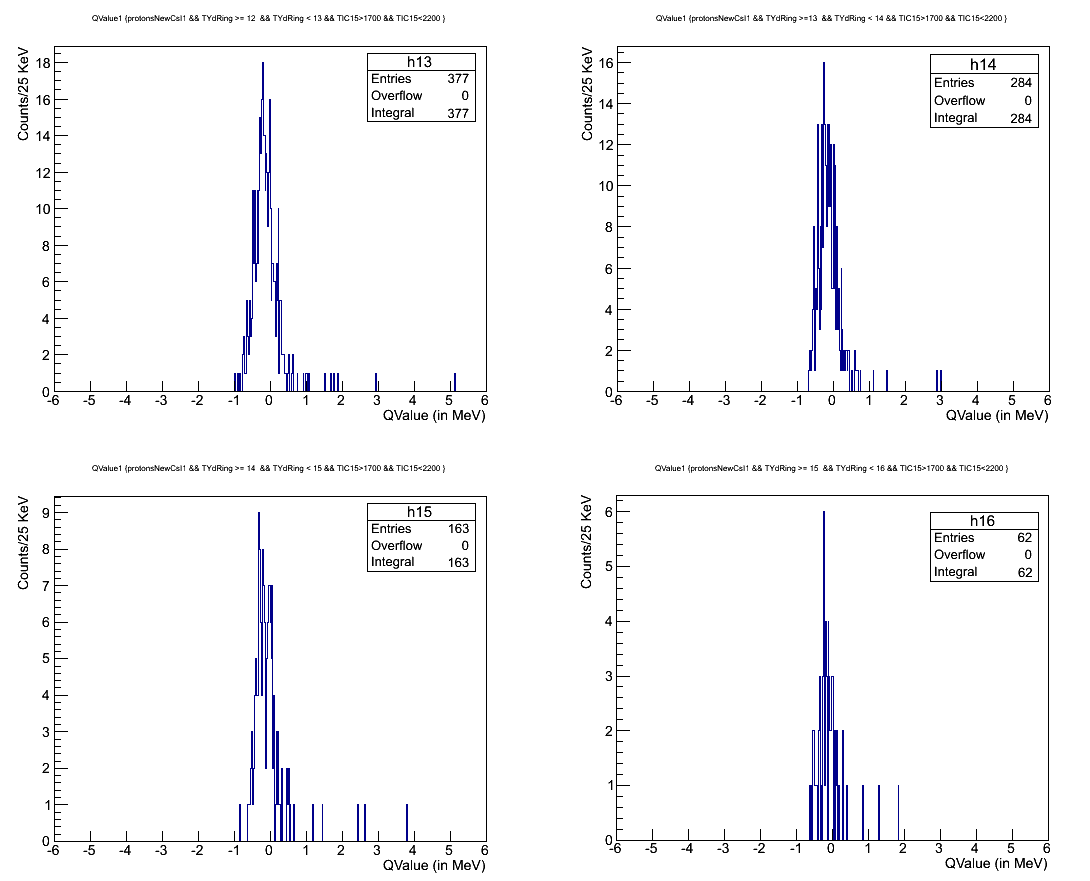 QValue1 {protonsNewCsI1 && TYdRing >= 12 && TYdRing < 13 && TIC15>1700 && TIC15<2200 }
Counts/25 KeV
h13
Entries 377
Overflow 0
Integral 377
18
16
14
12
10
8
6
4
2
0
-6 -5 -4 -3 -2 -1 0 1 2 3 4 5 6
QValue (in MeV)
QValue1 {protonsNewCsI1 && TYdRing >=13 && TYdRing < 14 && TIC15>1700 && TIC15<2200 }
Counts/25 KeV
h14
Entries 284
Overflow 0
Integral 284
16
14
12
10
8
6
4
2
0
-6 -5 -4 -3 -2 -1 0 1 2 3 4 5 6
QValue (in MeV)
QValue1 {protonsNewCsI1 && TYdRing >= 14 && TYdRing < 15 && TIC15>1700 && TIC15<2200 }
Counts/25 KeV
h15
Entries 163
Overflow 0
Integral 163
9
8
7
6
5
4
3
2
1
0
-6 -5 -4 -3 -2 -1 0 1 2 3 4 5 6
QValue (in MeV)
QValue1 {protonsNewCsI1 && TYdRing >= 15 && TYdRing < 16 && TIC15>1700 && TIC15<2200 }
Counts/25 KeV
h16
Entries 62
Overflow 0
Integral 62
6
5
4
3
2
1
0
-6 -5 -4 -3 -2 -1 0 1 2 3 4 5 6
QValue (in MeV)